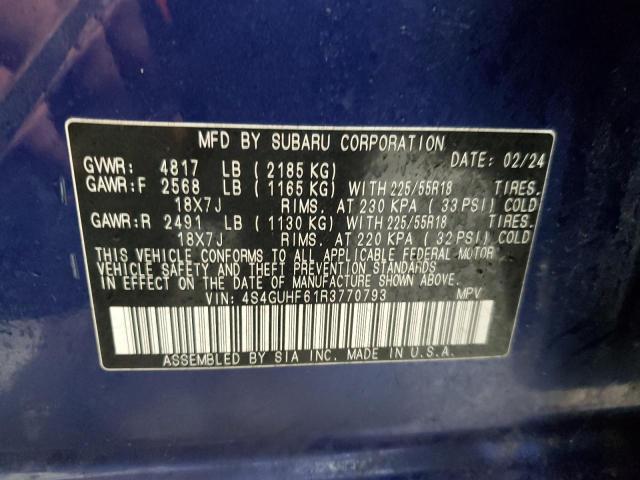 MFD BY SUBARU CORPORATION
GVWR: 4817 LB (2185 KG) DATE: 02/24
GAWR:F 2568 LB (1165 KG) WITH 225/55R18 TIRES.
18X7J RIMS. AT 230 KPA (33 PSI) COLD
GAWR:R 2491 LB (1130 KG) WITH 225/55R18 TIRES.
18X7J RIMS. AT 220 KPA (32 PSI) COLD
THIS VEHICLE CONFORMS TO ALL APPLICABLE FEDERAL MOTOR
VEHICLE SAFETY AND THEFT PREVENTION STANDARDS
IN EFFECT ON THE DATE OF MANUFACTURE SHOWN ABOVE.
VIN: 4S4GUHF61R3770793 MPV
ASSEMBLED BY SIA INC. MADE IN U.S.A.